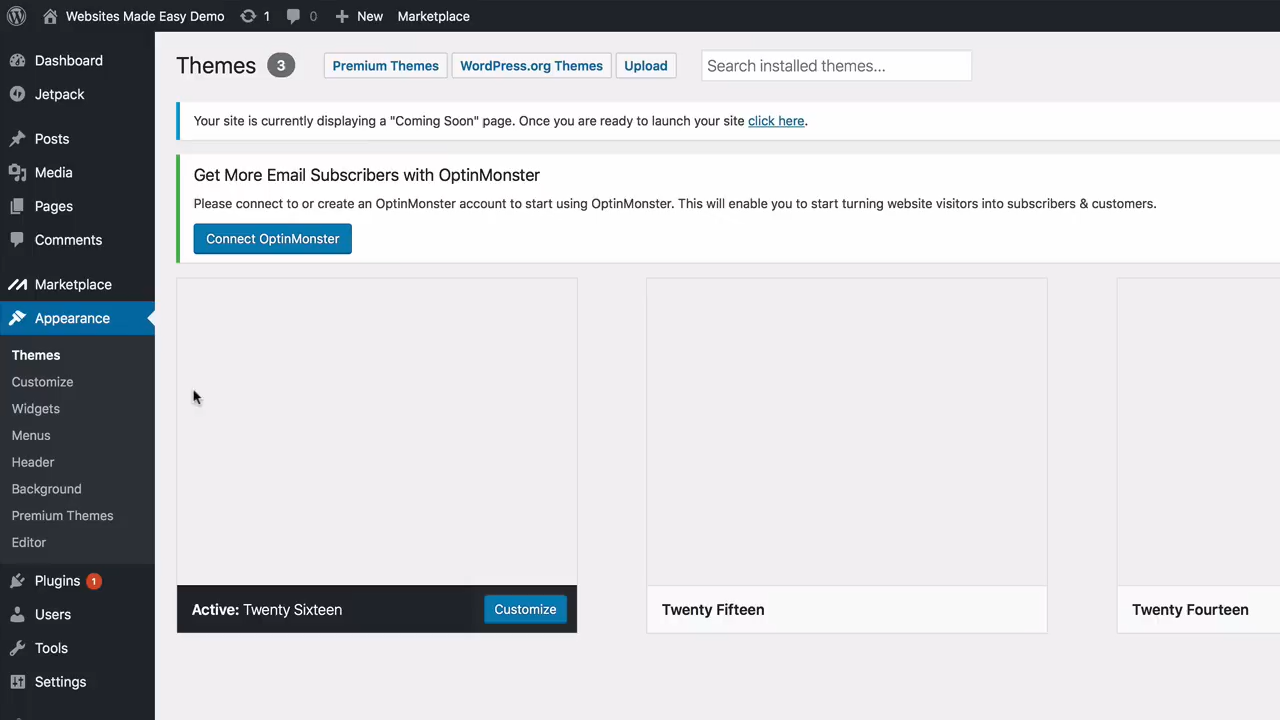 Websites Made Easy Demo 1 0 New Marketplace
Dashboard
Jetpack
Posts
Media
Pages
Comments
Marketplace
Appearance
Themes
Customize
Widgets
Menus
Header
Background
Premium Themes
Editor
Plugins 1
Users
Tools
Settings
Themes 3 Premium Themes WordPress.org Themes Upload Search installed themes...
Your site is currently displaying a "Coming Soon" page. Once you are ready to launch your site click here.
Get More Email Subscribers with OptinMonster
Please connect to or create an OptinMonster account to start using OptinMonster. This will enable you to start turning website visitors into subscribers & customers.
Connect OptinMonster
Active: Twenty Sixteen Customize
Twenty Fifteen
Twenty Fourteen